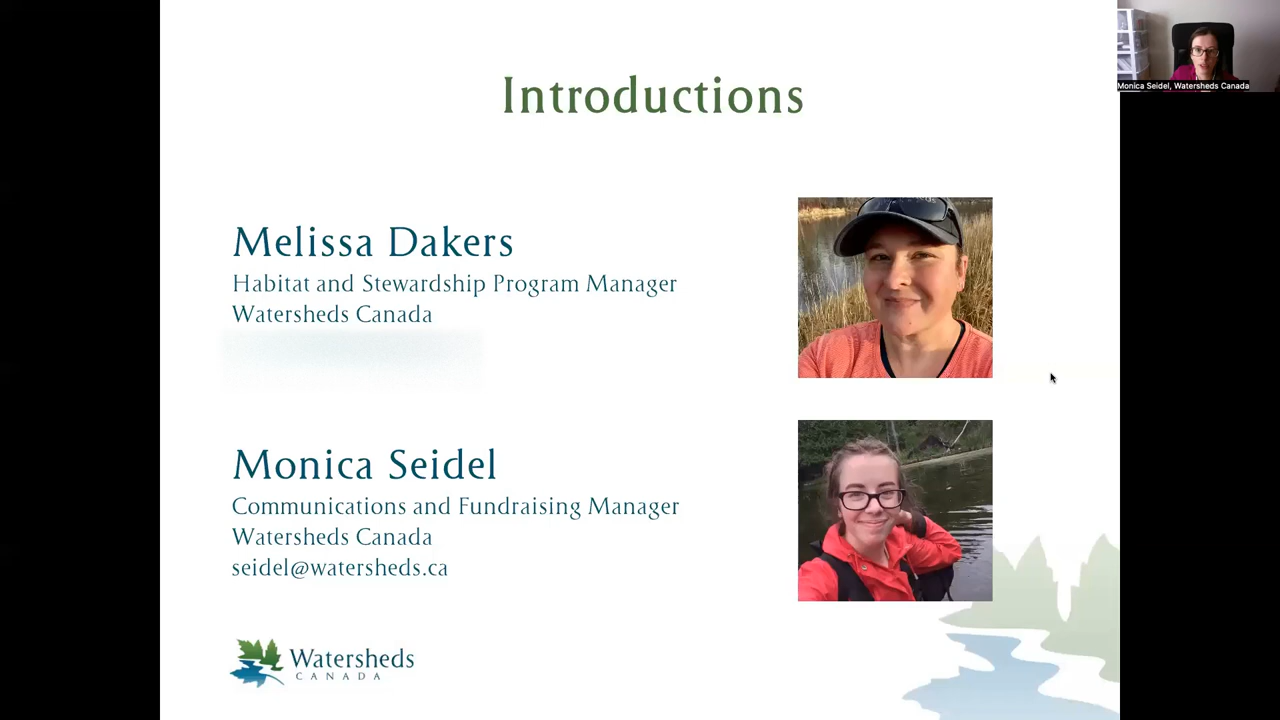 Introductions
Monica Seidel, Watersheds Canada
Melissa Dakers
Habitat and Stewardship Program Manager
Watersheds Canada
Monica Seidel
Communications and Fundraising Manager
Watersheds Canada
seidel@watersheds.ca
Watersheds
CANADA